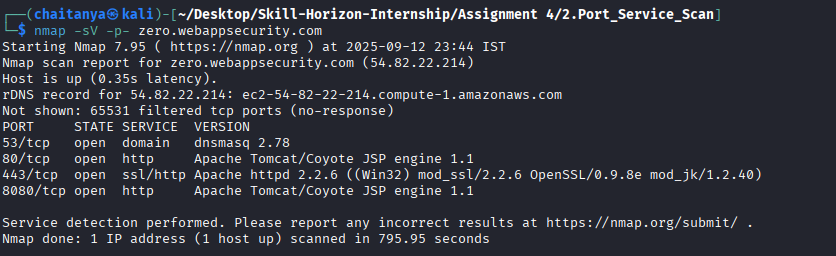 ┌──(chaitanya㉿kali)-[~/Desktop/Skill-Horizon-Internship/Assignment 4/2.Port_Service_Scan]
└─$ nmap -sV -p- zero.webappsecurity.com
Starting Nmap 7.95 ( https://nmap.org ) at 2025-09-12 23:44 IST
Nmap scan report for zero.webappsecurity.com (54.82.22.214)
Host is up (0.35s latency).
rDNS record for 54.82.22.214: ec2-54-82-22-214.compute-1.amazonaws.com
Not shown: 65531 filtered tcp ports (no-response)
PORT     STATE SERVICE  VERSION
53/tcp   open  domain   dnsmasq 2.78
80/tcp   open  http     Apache Tomcat/Coyote JSP engine 1.1
443/tcp  open  ssl/http Apache httpd 2.2.6 ((Win32) mod_ssl/2.2.6 OpenSSL/0.9.8e mod_jk/1.2.40)
8080/tcp open  http     Apache Tomcat/Coyote JSP engine 1.1

Service detection performed. Please report any incorrect results at https://nmap.org/submit/ .
Nmap done: 1 IP address (1 host up) scanned in 795.95 seconds